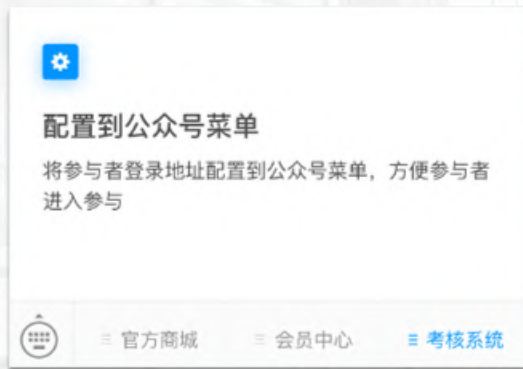 配置到公众号菜单
将参与者登录地址配置到公众号菜单，方便参与者
进入参与
官方商城 会员中心 考核系统